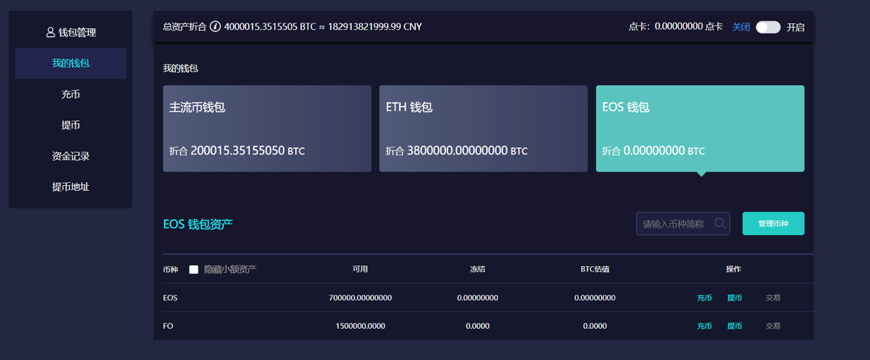 钱包管理
我的钱包
充币
提币
资金记录
提币地址
总资产折合 4000015.3515505 BTC ≈ 182913821999.99 CNY
点卡: 0.00000000 点卡 关闭 开启
我的钱包
主流币钱包
折合 200015.35155050 BTC
ETH 钱包
折合 3800000.00000000 BTC
EOS 钱包
折合 0.00000000 BTC
EOS 钱包资产
请输入币种简称
管理币种
币种 隐藏小额资产 可用 冻结 BTC估值 操作
EOS 700000.00000000 0.00000000 0.00000000 充币 提币 交易
FO 1500000.0000 0.0000 0.0000 充币 提币 交易